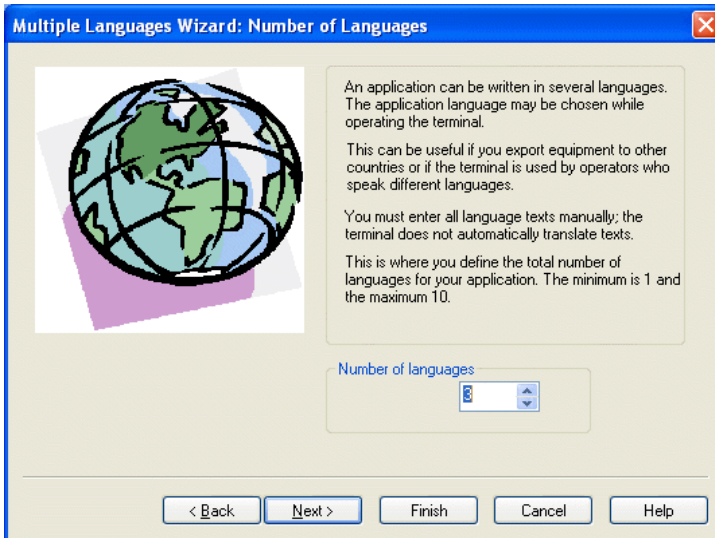 Multiple Languages Wizard: Number of Languages
An application can be written in several languages.
The application language may be chosen while
operating the terminal.
This can be useful if you export equipment to other
countries or if the terminal is used by operators who
speak different languages.
You must enter all language texts manually; the
terminal does not automatically translate texts.
This is where you define the total number of
languages for your application. The minimum is 1 and
the maximum 10.
Number of languages
3
< Back Next > Finish Cancel Help